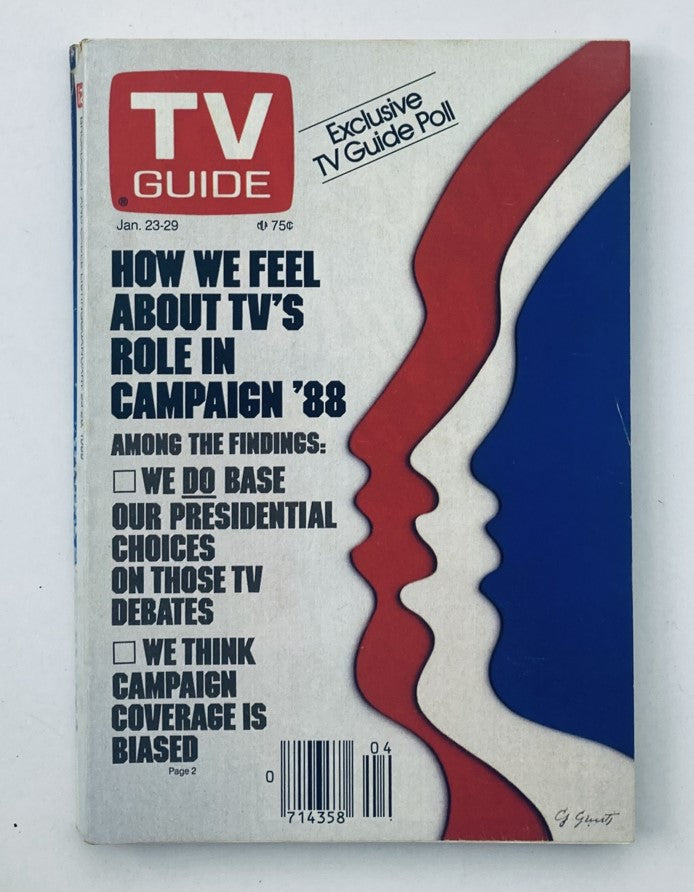 TV
GUIDE
®
Exclusive
TV Guide Poll
Jan. 23-29
75¢
HOW WE FEEL
ABOUT TV'S
ROLE IN
CAMPAIGN '88
AMONG THE FINDINGS:
□ WE DO BASE
OUR PRESIDENTIAL
CHOICES
ON THOSE TV
DEBATES
□ WE THINK
CAMPAIGN
COVERAGE IS
BIASED
Page 2
0
714358
04